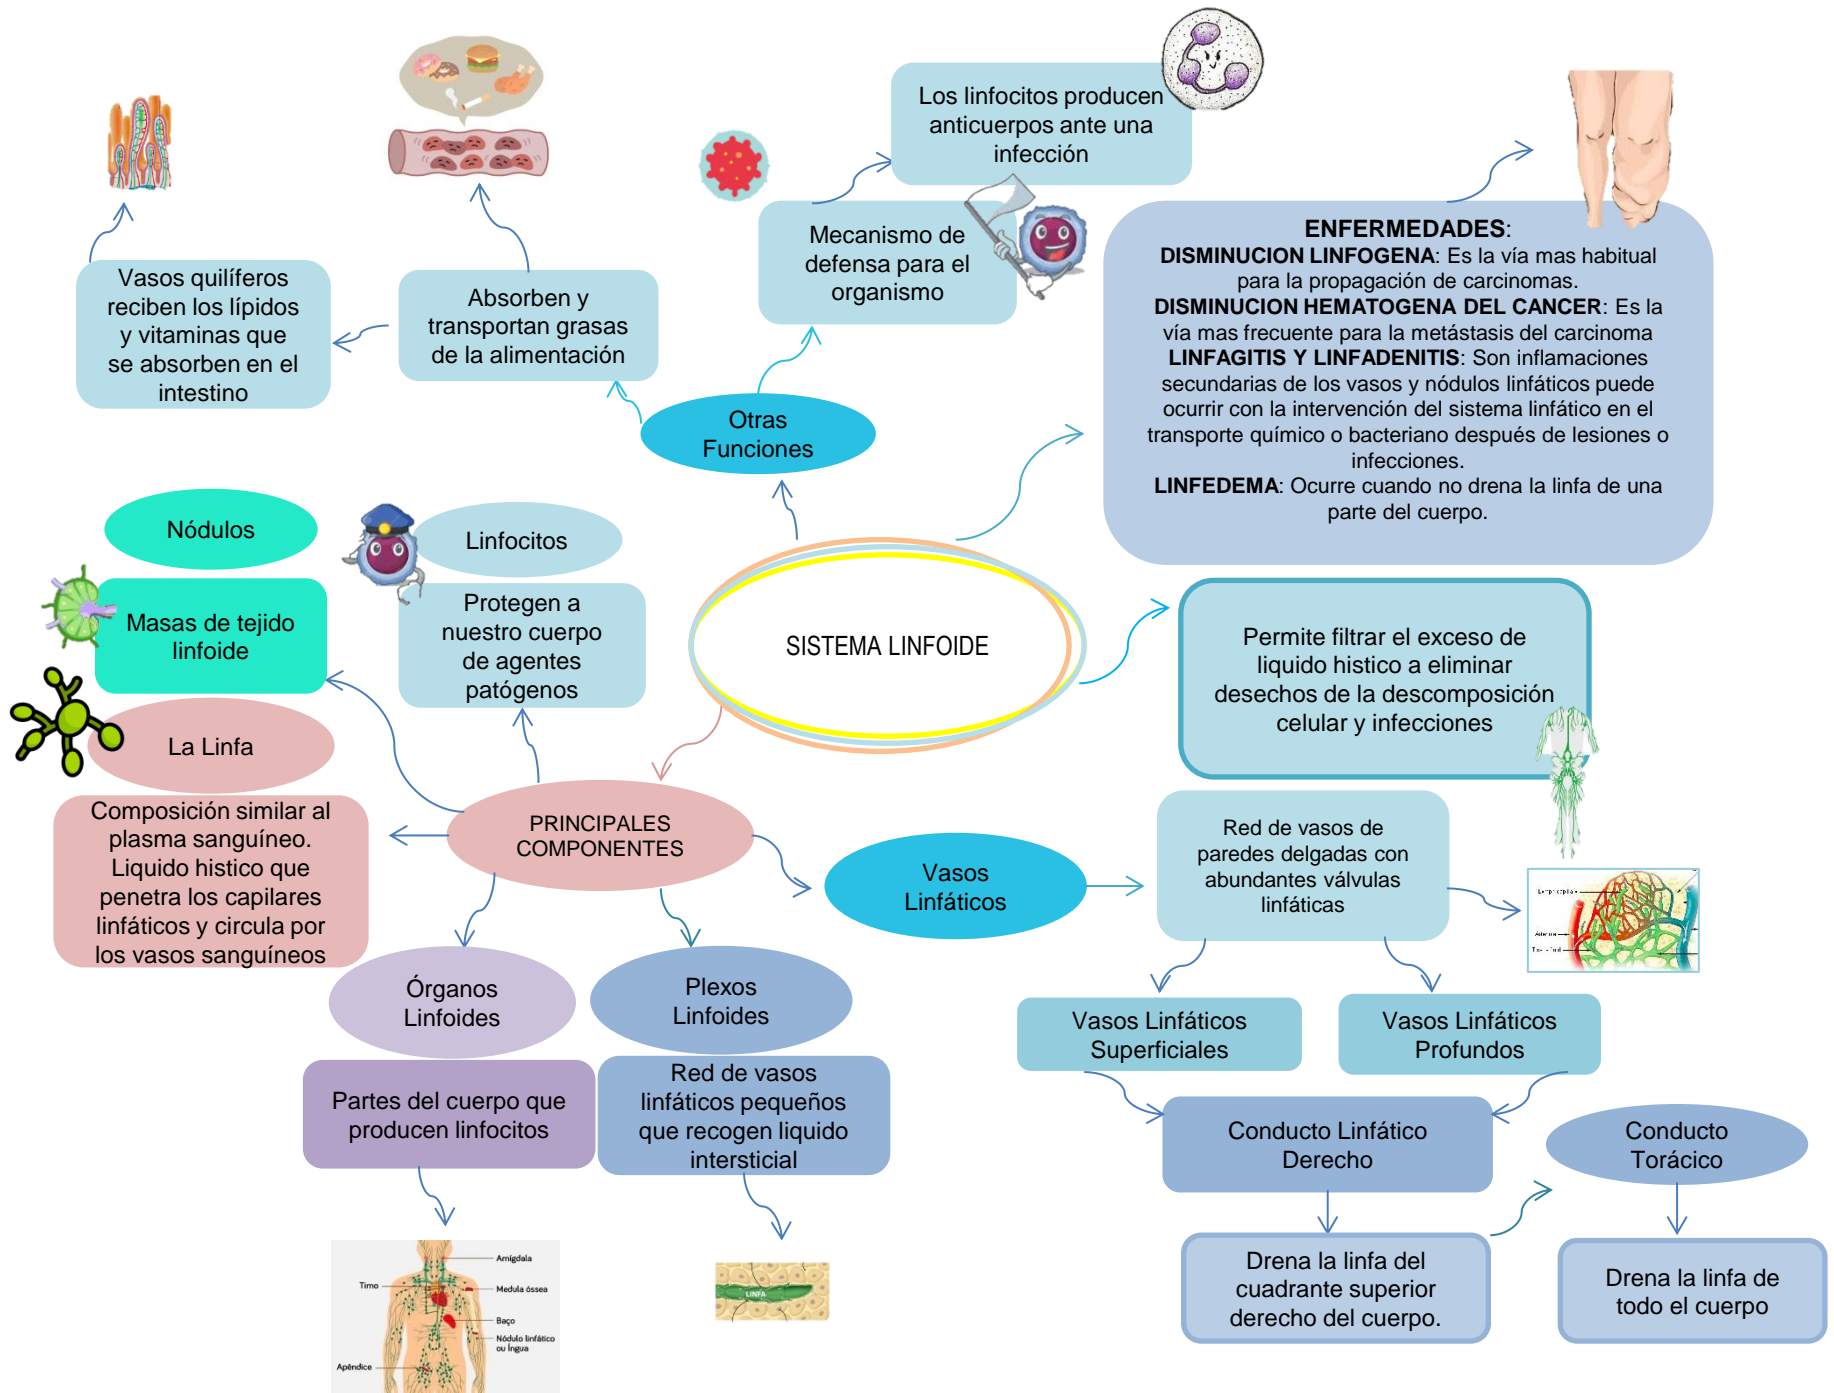 Los linfocitos producen
anticuerpos ante una
infección
Mecanismo de
defensa para el
organismo
Vasos quilíferos
reciben los lípidos
y vitaminas que
se absorben en el
intestino
Absorben y
transportan grasas
de la alimentación
Otras
Funciones
ENFERMEDADES:
DISMINUCION LINFOGENA: Es la vía mas habitual
para la propagación de carcinomas.
DISMINUCION HEMATOGENA DEL CANCER: Es la
vía mas frecuente para la metástasis del carcinoma
LINFAGITIS Y LINFADENITIS: Son inflamaciones
secundarias de los vasos y nódulos linfáticos puede
ocurrir con la intervención del sistema linfático en el
transporte químico o bacteriano después de lesiones o
infecciones.
LINFEDEMA: Ocurre cuando no drena la linfa de una
parte del cuerpo.
Nódulos
Masas de tejido
linfoide
Linfocitos
Protegen a
nuestro cuerpo
de agentes
patógenos
SISTEMA LINFOIDE
Permite filtrar el exceso de
liquido histico a eliminar
desechos de la descomposición
celular y infecciones
La Linfa
Composición similar al
plasma sanguíneo.
Liquido histico que
penetra los capilares
linfáticos y circula por
los vasos sanguíneos
PRINCIPALES
COMPONENTES
Vasos
Linfáticos
Red de vasos de
paredes delgadas con
abundantes válvulas
linfáticas
Órganos
Linfoides
Partes del cuerpo que
producen linfocitos
Plexos
Linfoides
Red de vasos
linfáticos pequeños
que recogen liquido
intersticial
Vasos Linfáticos
Superficiales
Vasos Linfáticos
Profundos
Conducto Linfático
Derecho
Conducto
Torácico
Drena la linfa del
cuadrante superior
derecho del cuerpo.
Drena la linfa de
todo el cuerpo
Amígdala
Timo
Medula óssea
Baço
Nódulo linfático
ou Íngua
Apêndice
LINFA